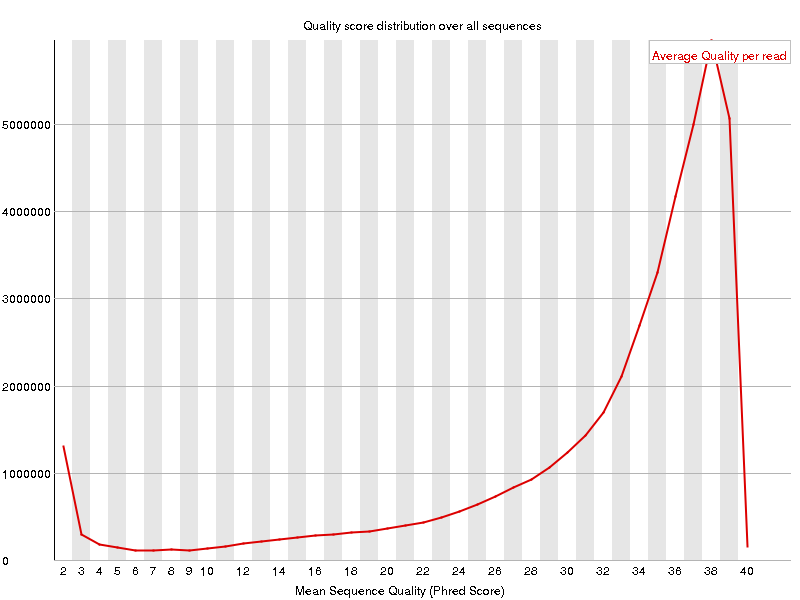 Quality score distribution over all sequences
Average Quality per read
5000000
4000000
3000000
2000000
1000000
0
2 3 4 5 6 7 8 9 10 12 14 16 18 20 22 24 26 28 30 32 34 36 38 40
Mean Sequence Quality (Phred Score)